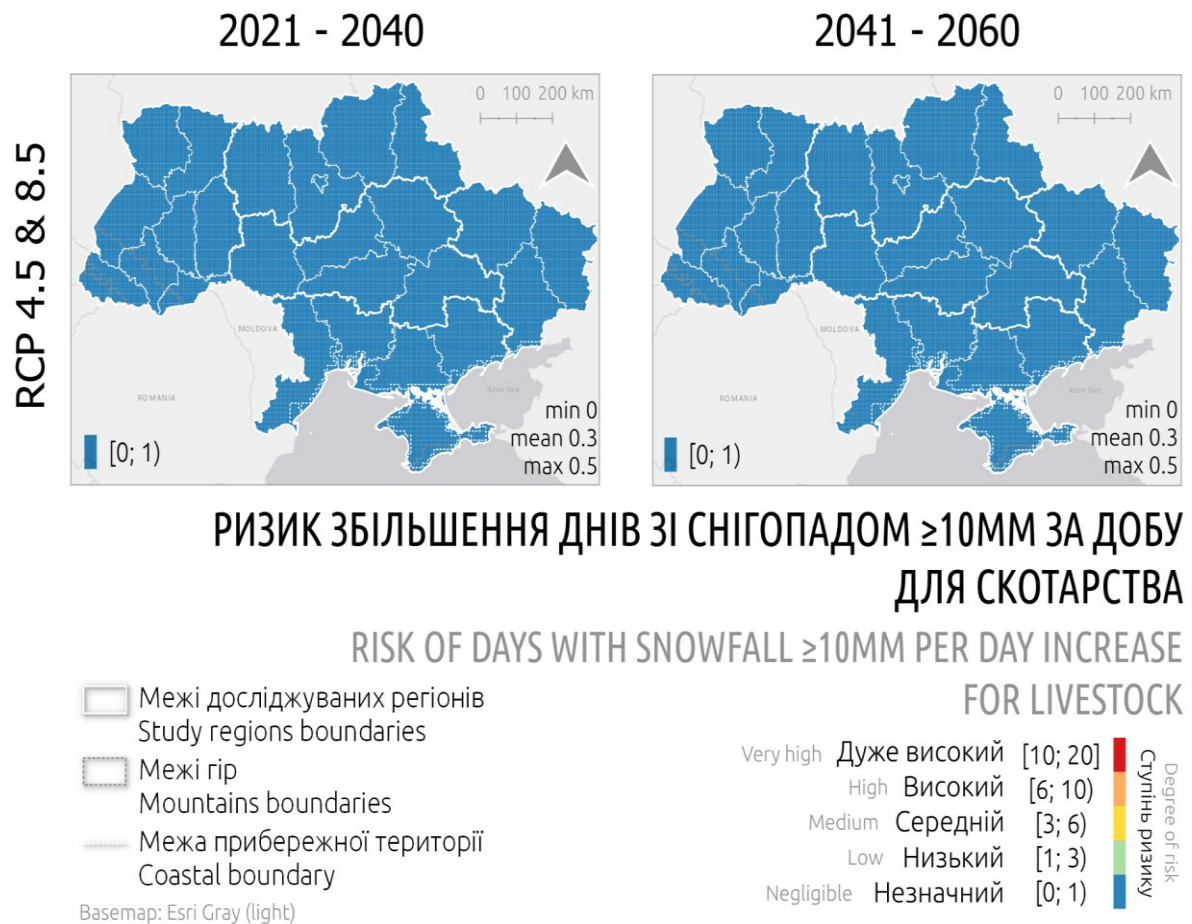 2021 - 2040
2041 - 2060
RCP 4.5 & 8.5
0 100 200 km
MOLDOVA
ROMANIA
Azov Sea
[0; 1)
min 0
mean 0.3
max 0.5
0 100 200 km
MOLDOVA
ROMANIA
Azov Sea
[0; 1)
min 0
mean 0.3
max 0.5
РИЗИК ЗБІЛЬШЕННЯ ДНІВ ЗІ СНІГОПАДОМ ≥10ММ ЗА ДОБУ
ДЛЯ СКОТАРСТВА
RISK OF DAYS WITH SNOWFALL ≥10MM PER DAY INCREASE
FOR LIVESTOCK
Межі досліджуваних регіонів
Study regions boundaries
Межі гір
Mountains boundaries
Межа прибережної території
Coastal boundary
Basemap: Esri Gray (light)
Very high Дуже високий [10; 20]
High Високий [6; 10)
Medium Середній [3; 6)
Low Низький [1; 3)
Negligible Незначний [0; 1)
Ступінь ризику
Degree of risk